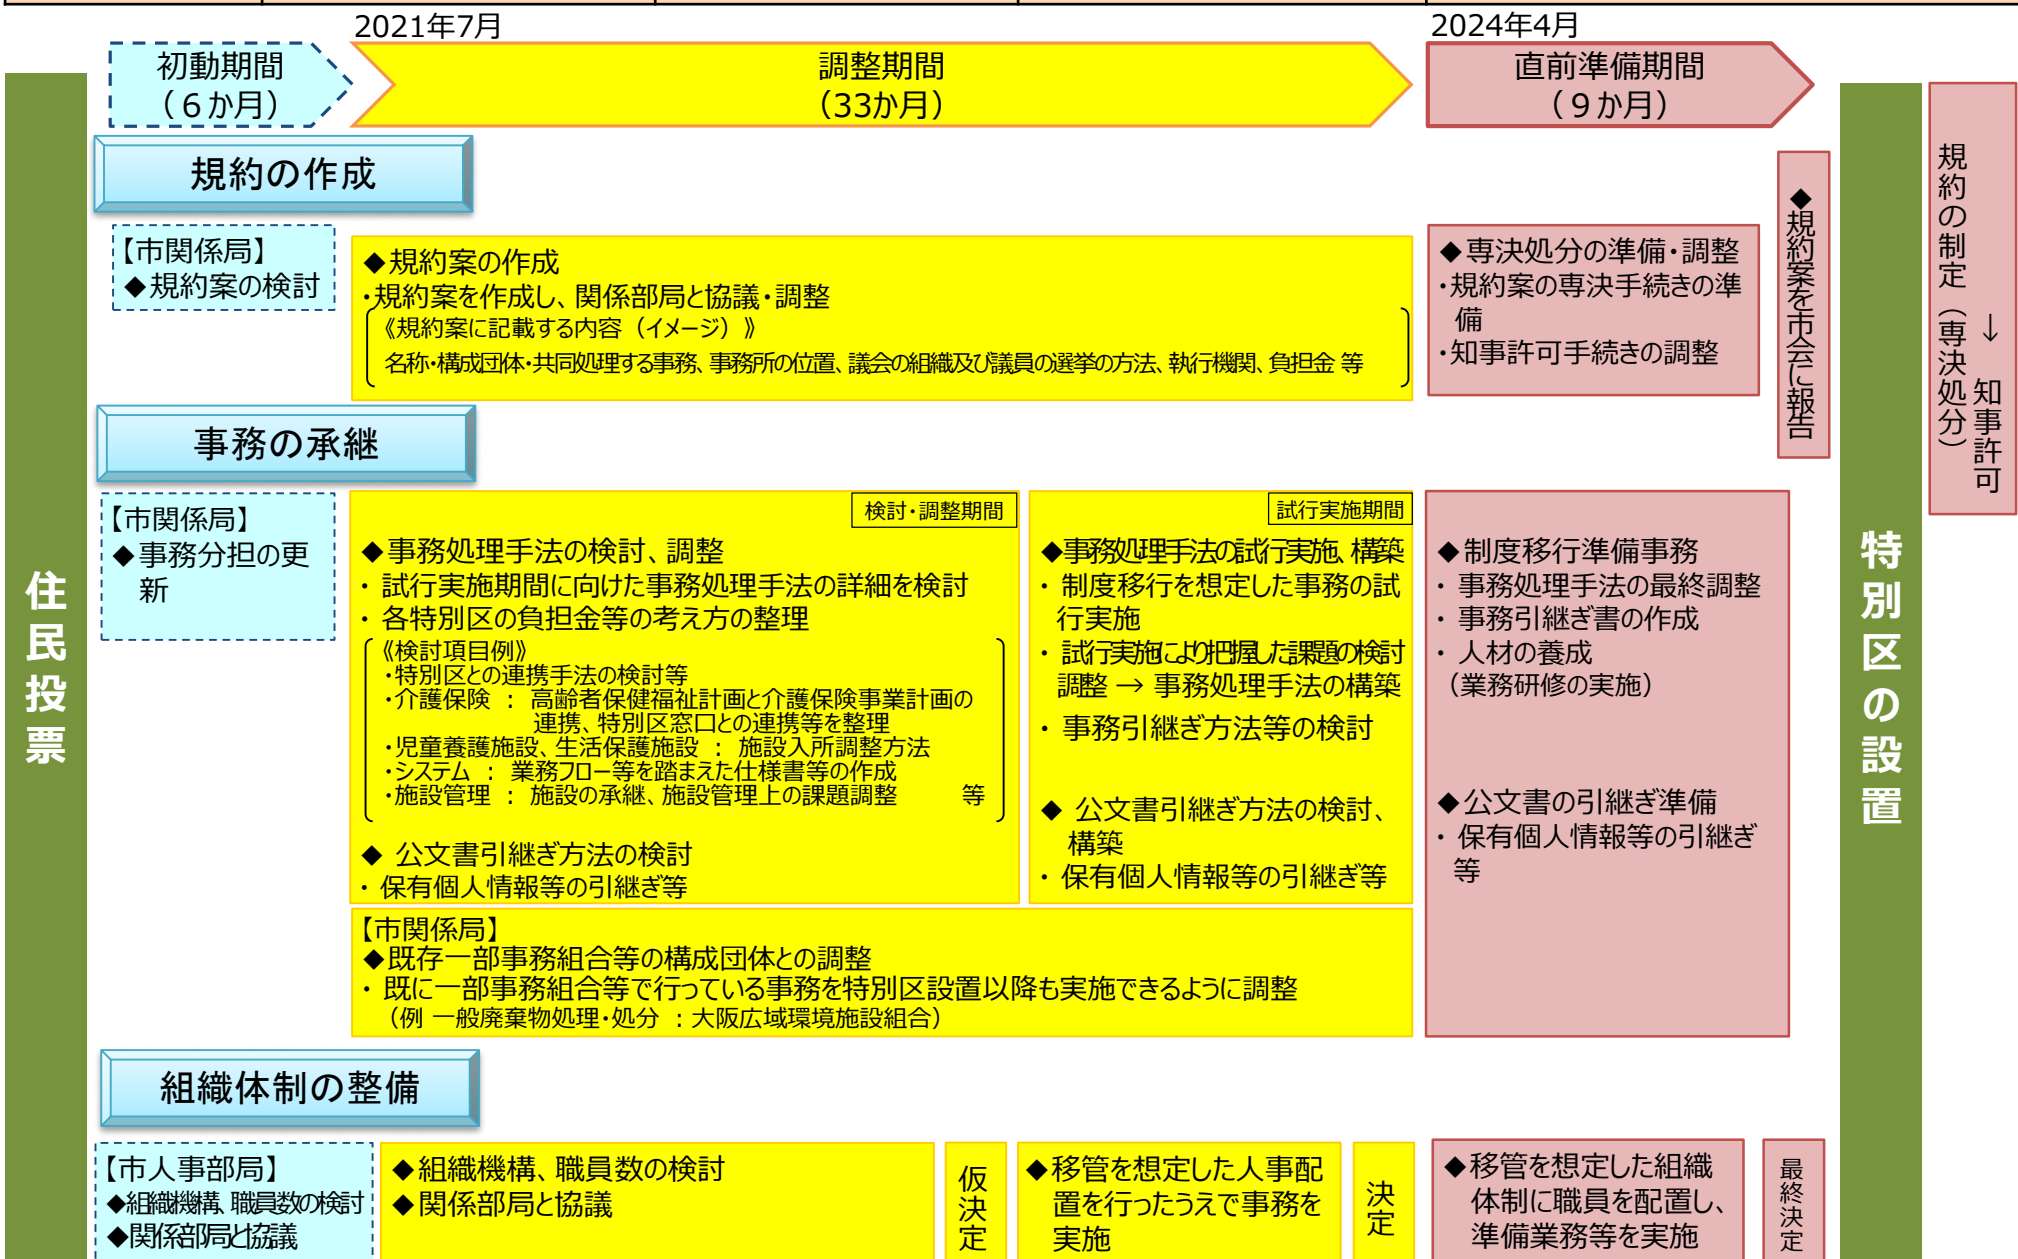 2021年7月
2024年4月
初動期間
（６か月）
調整期間
（33か月）
直前準備期間
（９か月）
住民投票
特別区の設置
規約の制定（専決処分）
↓　知事許可
規約の作成
【市関係局】
◆規約案の検討
◆規約案の作成
・規約案を作成し、関係部局と協議・調整
《規約案に記載する内容（イメージ）》
名称・構成団体・共同処理する事務、事務所の位置、議会の組織及び議員の選挙の方法、執行機関、負担金 等
◆専決処分の準備・調整
・規約案の専決手続きの準
備
・知事許可手続きの調整
◆規約案を市会に報告
事務の承継
【市関係局】
◆事務分担の更
新
検討・調整期間
◆事務処理手法の検討、調整
・ 試行実施期間に向けた事務処理手法の詳細を検討
・ 各特別区の負担金等の考え方の整理
《検討項目例》
・特別区との連携手法の検討等
・介護保険 ： 高齢者保健福祉計画と介護保険事業計画の
連携、特別区窓口との連携等を整理
・児童養護施設、生活保護施設 ： 施設入所調整方法
・システム ： 業務フロー等を踏まえた仕様書等の作成
・施設管理 ： 施設の承継、施設管理上の課題調整　　等
◆ 公文書引継ぎ方法の検討
・ 保有個人情報等の引継ぎ等
試行実施期間
◆事務処理手法の試行実施、構築
・ 制度移行を想定した事務の試
行実施
・ 試行実施により把握した課題の検討
調整 → 事務処理手法の構築
・ 事務引継ぎ方法等の検討
◆ 公文書引継ぎ方法の検討、
構築
・ 保有個人情報等の引継ぎ等
◆制度移行準備事務
・ 事務処理手法の最終調整
・ 事務引継ぎ書の作成
・ 人材の養成
（業務研修の実施）
◆公文書の引継ぎ準備
・ 保有個人情報等の引継ぎ
等
【市関係局】
◆既存一部事務組合等の構成団体との調整
・ 既に一部事務組合等で行っている事務を特別区設置以降も実施できるように調整
（例 一般廃棄物処理・処分 ：大阪広域環境施設組合）
組織体制の整備
【市人事部局】
◆組織機構、職員数の検討
◆関係部局と協議
◆組織機構、職員数の検討
◆関係部局と協議
仮決定
◆移管を想定した人事配
置を行ったうえで事務を
実施
決定
◆移管を想定した組織
体制に職員を配置し、
準備業務等を実施
最終決定